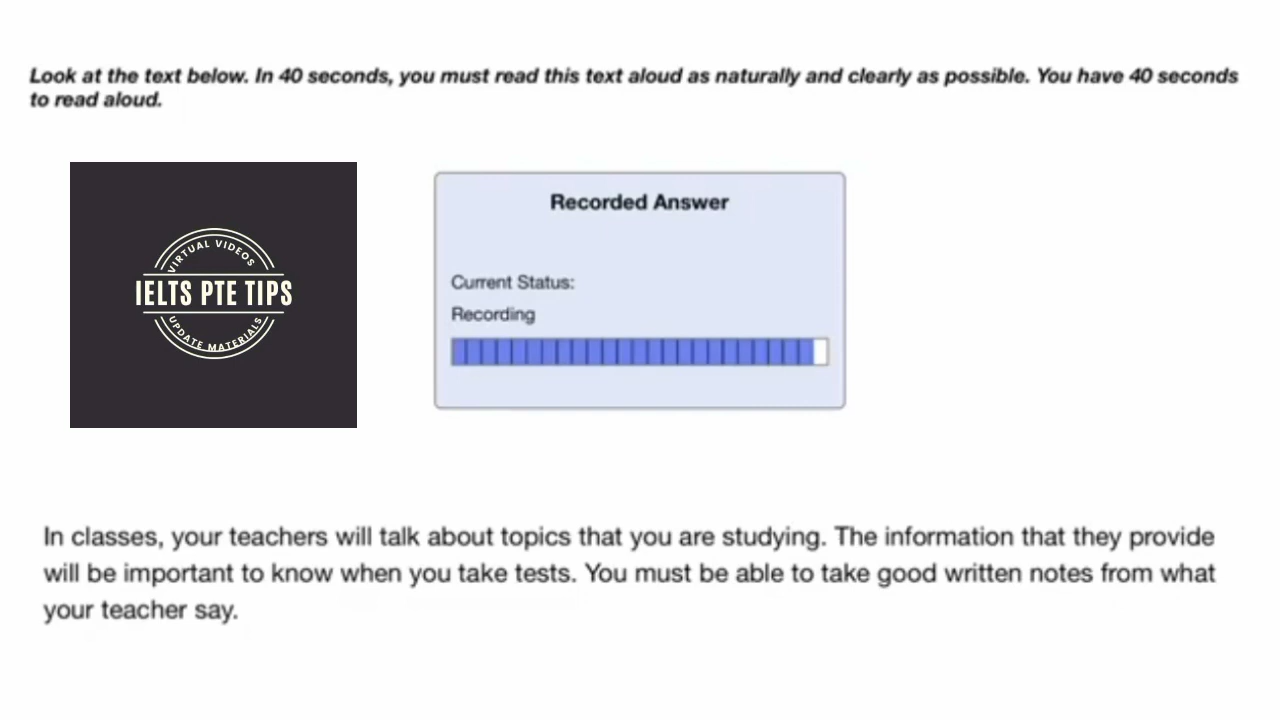 Look at the text below. In 40 seconds, you must read this text aloud as naturally and clearly as possible. You have 40 seconds
to read aloud.
VIRTUAL VIDEOS
IELTS PTE TIPS
UPDATE MATERIALS
Recorded Answer
Current Status:
Recording
In classes, your teachers will talk about topics that you are studying. The information that they provide
will be important to know when you take tests. You must be able to take good written notes from what
your teacher say.